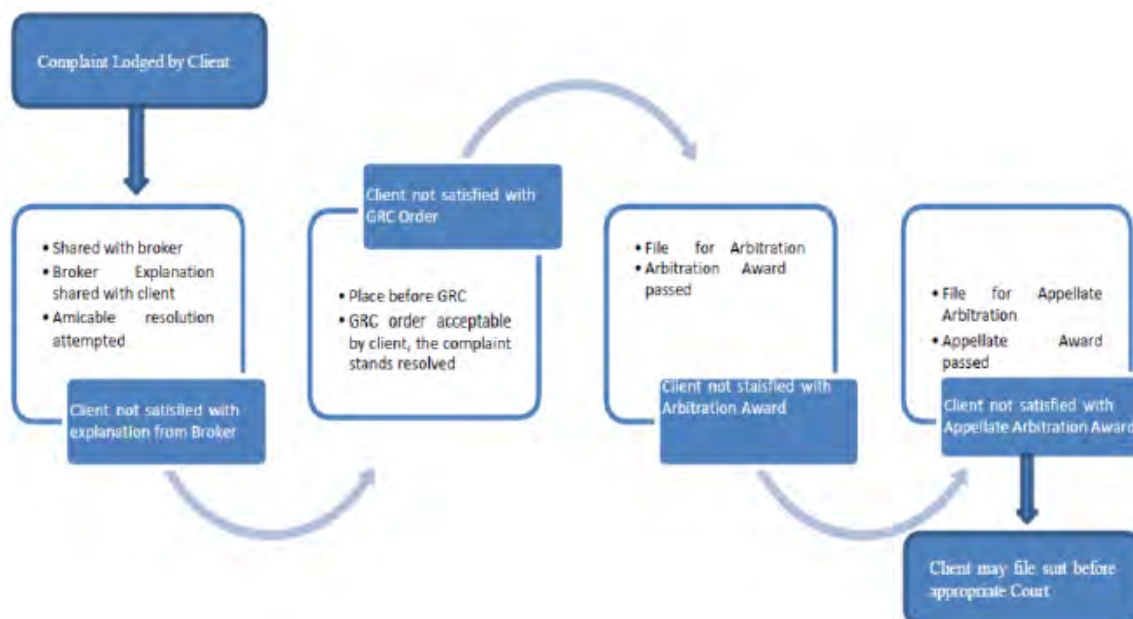 Complaint Lodged by Client
• Shared with broker
• Broker Explanation
shared with client
• Amicable resolution
attempted
Client not satisfied with
explanation from Broker
Client not satisfied with
GRC Order
• Place before GRC
• GRC order acceptable
by client, the complaint
stands resolved
• File for Arbitration
• Arbitration Award
passed
Client not staisfied with
Arbitration Award
• File for Appellate
Arbitration
• Appellate Award
passed
Client not satisfied with
Appellate Arbitration Award
Client may file suit before
appropriate Court